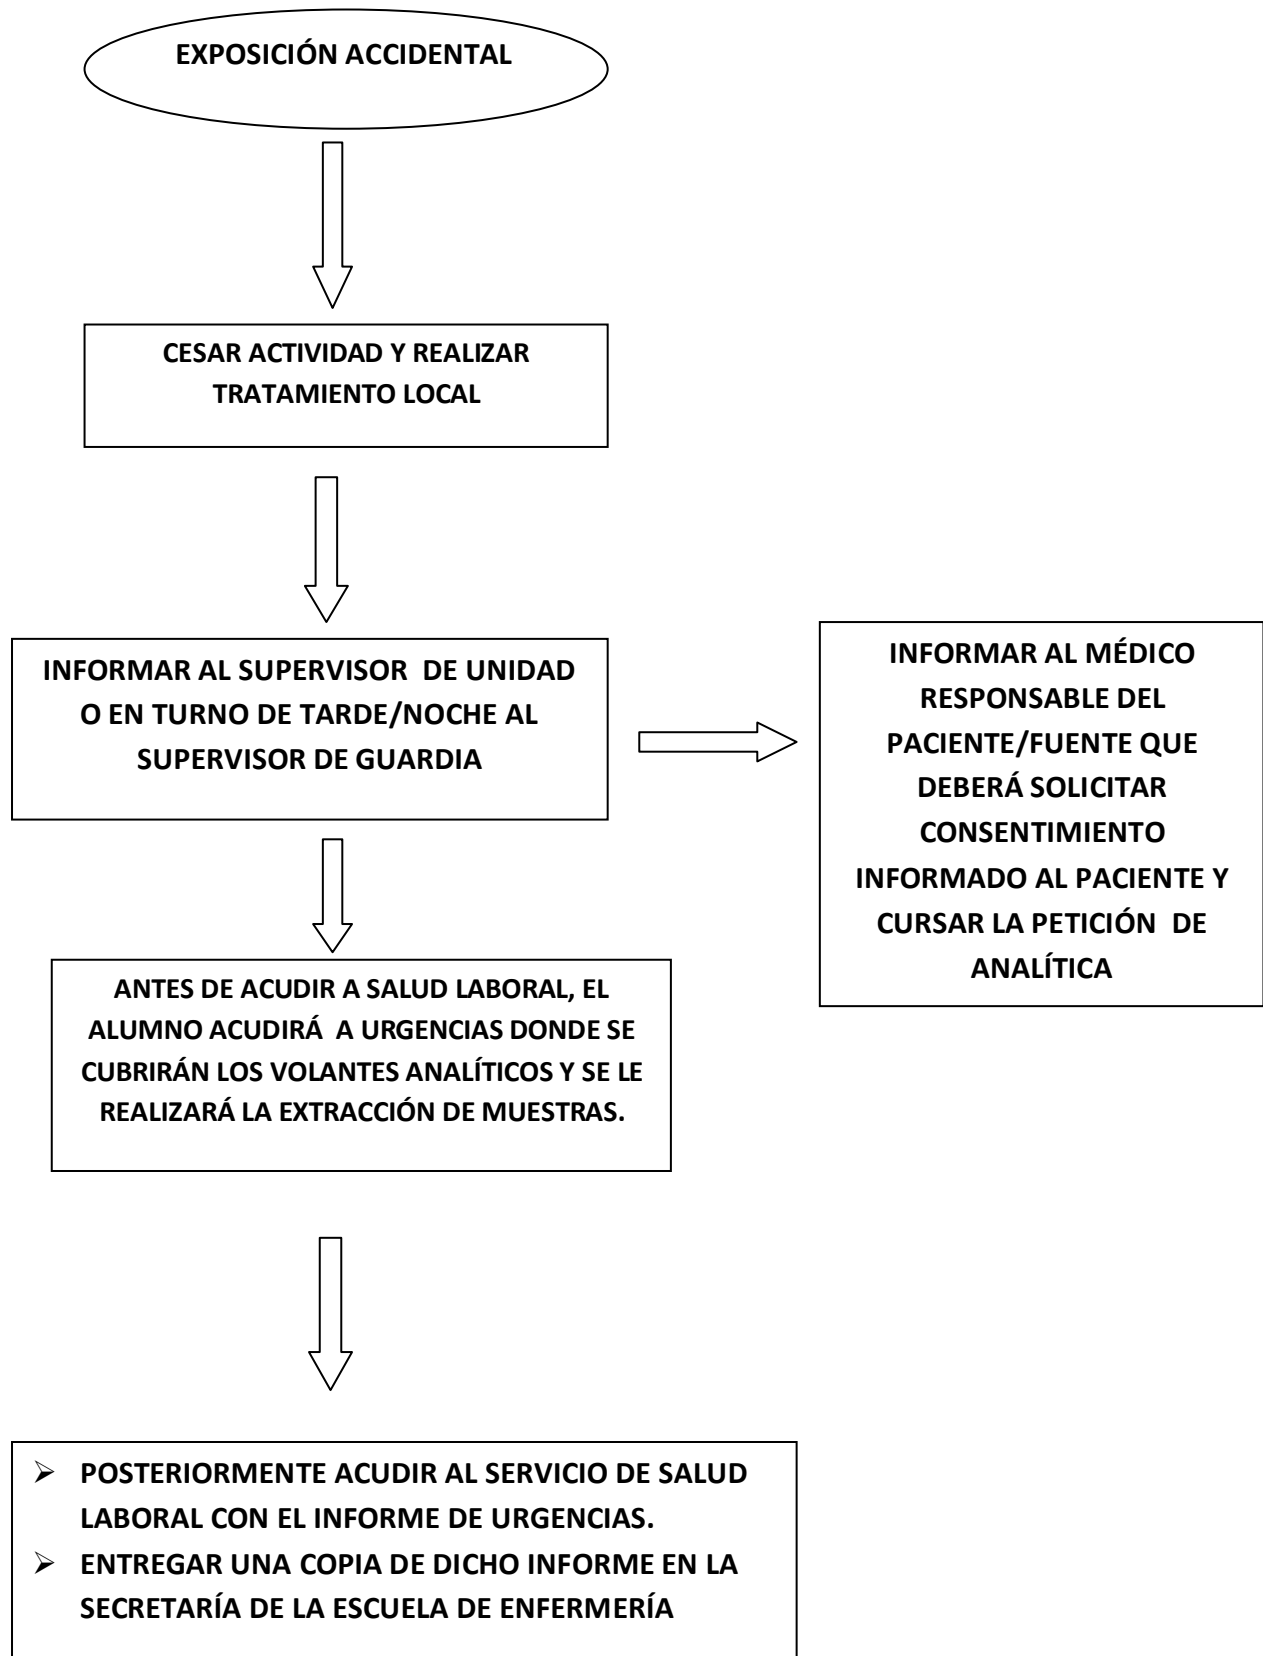 EXPOSICIÓN ACCIDENTAL
CESAR ACTIVIDAD Y REALIZAR
TRATAMIENTO LOCAL
INFORMAR AL SUPERVISOR DE UNIDAD
O EN TURNO DE TARDE/NOCHE AL
SUPERVISOR DE GUARDIA
INFORMAR AL MÉDICO
RESPONSABLE DEL
PACIENTE/FUENTE QUE
DEBERÁ SOLICITAR
CONSENTIMIENTO
INFORMADO AL PACIENTE Y
CURSAR LA PETICIÓN DE
ANALÍTICA
ANTES DE ACUDIR A SALUD LABORAL, EL
ALUMNO ACUDIRÁ A URGENCIAS DONDE SE
CUBRIRÁN LOS VOLANTES ANALÍTICOS Y SE LE
REALIZARÁ LA EXTRACCIÓN DE MUESTRAS.
➢ POSTERIORMENTE ACUDIR AL SERVICIO DE SALUD
LABORAL CON EL INFORME DE URGENCIAS.
➢ ENTREGAR UNA COPIA DE DICHO INFORME EN LA
SECRETARÍA DE LA ESCUELA DE ENFERMERÍA